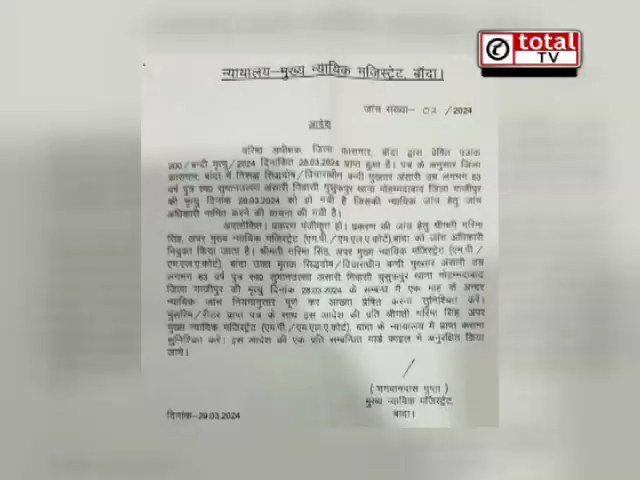 total
TV
न्यायालय-मुख्य न्यायिक मजिस्ट्रेट, बाँदा।
जाँच संख्या- 02 /2024
आदेश
वरिष्ठ अधीक्षक, जिला कारागार, बाँदा द्वारा प्रेषित पत्रांक
200/बन्दी मृत्यु/2024 दिनांकित 28.03.2024 प्राप्त हुआ है। पत्र के अनुसार जिला
कारागार, बांदा में निरूद्ध सिद्धदोष/विचाराधीन बन्दी मुख्तार अंसारी उम्र लगभग 63
वर्ष पुत्र स्व0 सुभानउल्ला अंसारी निवासी युसुफपुर थाना मोहम्मदाबाद जिला गाजीपुर
की मृत्यु दिनांक 28.03.2024 को हो गयी है जिसकी न्यायिक जांच हेतु जांच
अधिकारी नामित करने की याचना की गयी है।
अवलोकित। प्रकरण पंजीकृत हो। प्रकरण की जांच हेतु श्रीमती गरिमा
सिंह, अपर मुख्य न्यायिक मजिस्ट्रेट (एम.पी./एम.एल.ए.कोर्ट) बांदा को जांच अधिकारी
नियुक्त किया जाता है। श्रीमती गरिमा सिंह, अपर मुख्य न्यायिक मजिस्ट्रेट (एम.पी./
एम.एल.ए.कोर्ट), बांदा उक्त मृतक सिद्धदोष/विचाराधीन बन्दी मुख्तार अंसारी उम्र
लगभग 63 वर्ष पुत्र स्व0 सुभानउल्ला अंसारी निवासी युसुफपुर थाना मोहम्मदाबाद
जिला गाजीपुर की मृत्यु दिनांक 28.03.2024 के सम्बन्ध में एक माह के अन्दर
न्यायिक जांच नियमानुसार पूर्ण कर आख्या प्रेषित करना सुनिश्चित करें।
मुंसरिम/रीडर प्राप्त पत्र के साथ इस आदेश की प्रति श्रीमती गरिमा सिंह, अपर
मुख्य न्यायिक मजिस्ट्रेट (एम.पी./एम.एल.ए.कोर्ट), बांदा के न्यायालय में प्राप्त कराना
सुनिश्चित करें। इस आदेश की एक प्रति सम्बन्धित गार्ड फाइल में अनुरक्षित किया
जाये।
(भगवानदास गुप्ता)
मुख्य न्यायिक मजिस्ट्रेट,
बांदा।
दिनांक-29.03.2024